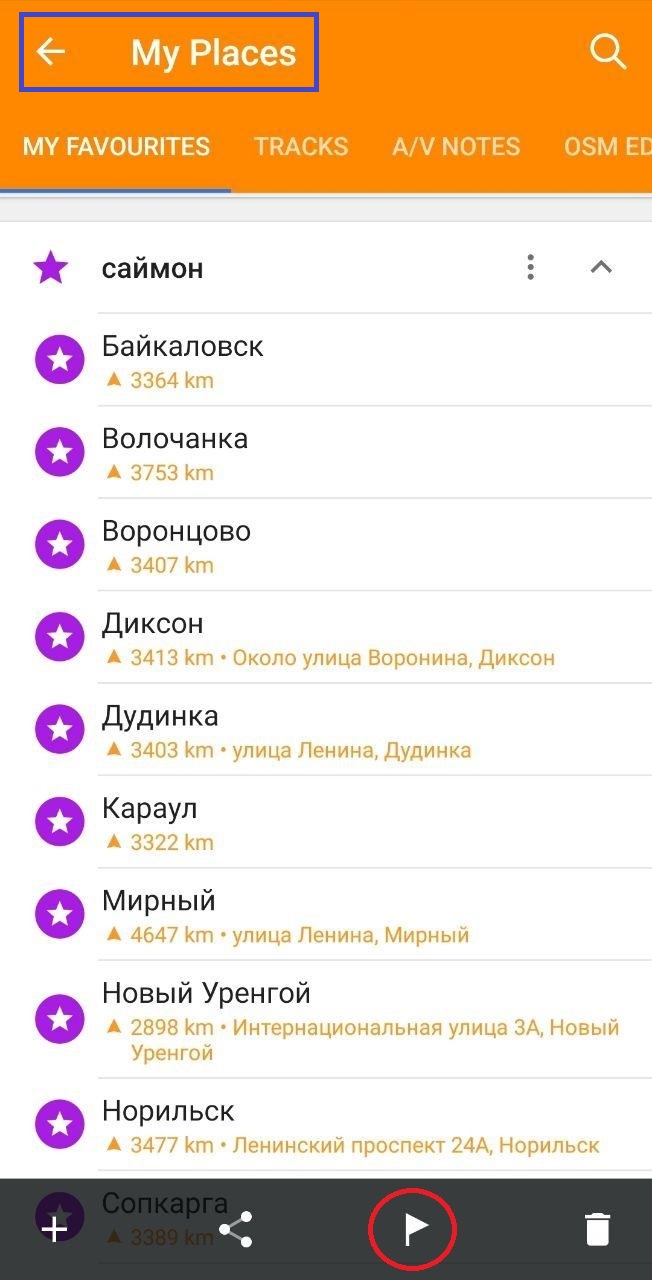 My Places
MY FAVOURITES TRACKS A/V NOTES OSM ED
саймон
Байкаловск
3364 km
Волочанка
3753 km
Воронцово
3407 km
Диксон
3413 km • Около улица Воронина, Диксон
Дудинка
3403 km • улица Ленина, Дудинка
Караул
3322 km
Мирный
4647 km • улица Ленина, Мирный
Новый Уренгой
2898 km • Интернациональная улица 3А, Новый
Уренгой
Норильск
3477 km • Ленинский проспект 24А, Норильск
Сопкарга
3389 km